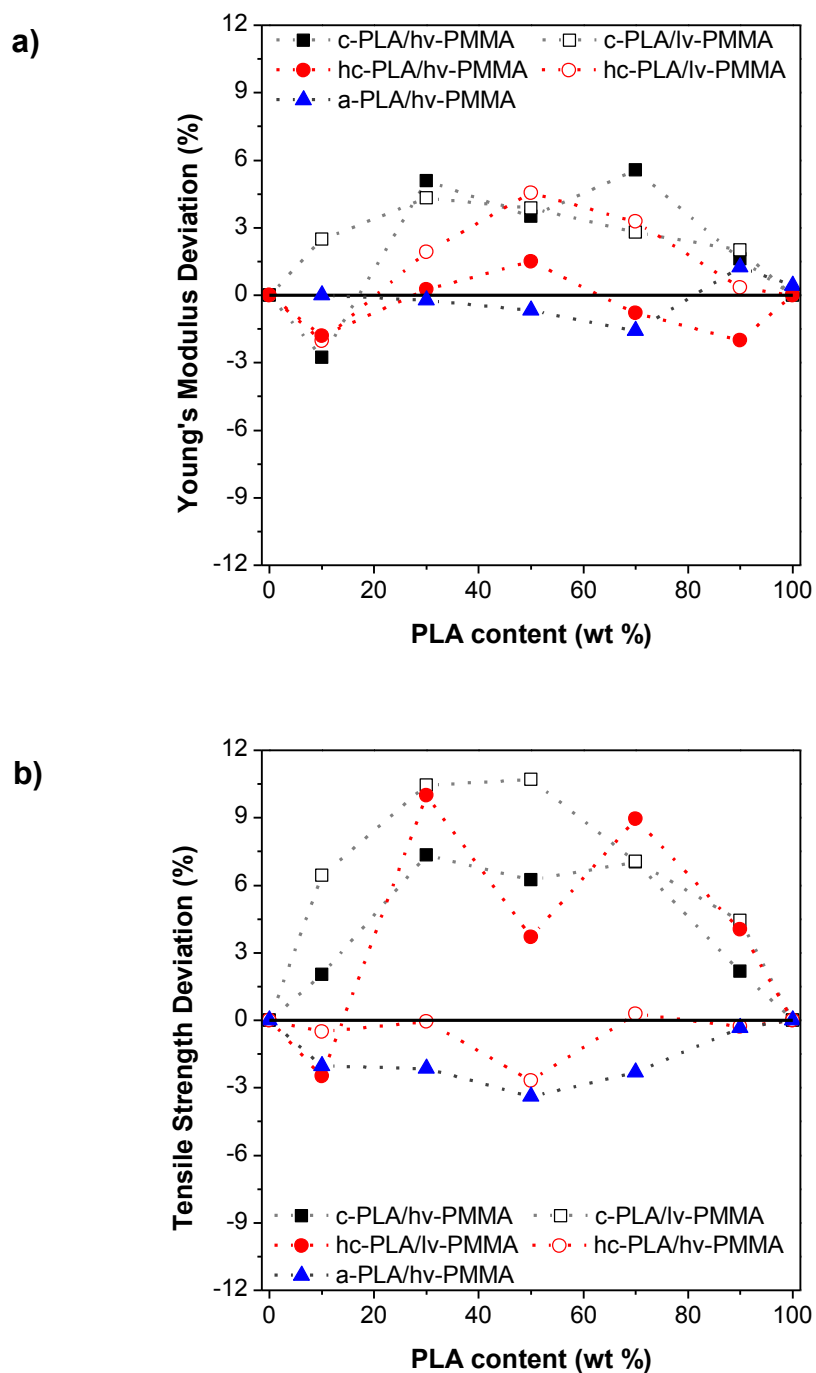 a)
12
9
6
3
0
-3
-6
-9
-12
Young's Modulus Deviation (%)
c-PLA/hv-PMMA c-PLA/lv-PMMA
hc-PLA/hv-PMMA hc-PLA/lv-PMMA
a-PLA/hv-PMMA
0 20 40 60 80 100
PLA content (wt %)
b)
12
9
6
3
0
-3
-6
-9
-12
Tensile Strength Deviation (%)
c-PLA/hv-PMMA c-PLA/lv-PMMA
hc-PLA/lv-PMMA hc-PLA/hv-PMMA
a-PLA/hv-PMMA
0 20 40 60 80 100
PLA content (wt %)